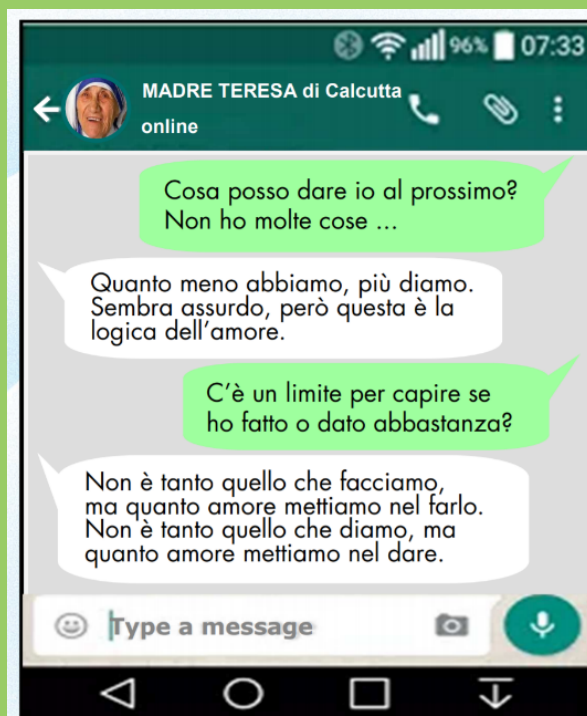 96% 07:33
MADRE TERESA di Calcutta
online
Cosa posso dare io al prossimo?
Non ho molte cose ...
Quanto meno abbiamo, più diamo.
Sembra assurdo, però questa è la
logica dell'amore.
C'è un limite per capire se
ho fatto o dato abbastanza?
Non è tanto quello che facciamo,
ma quanto amore mettiamo nel farlo.
Non è tanto quello che diamo, ma
quanto amore mettiamo nel dare.
Type a message